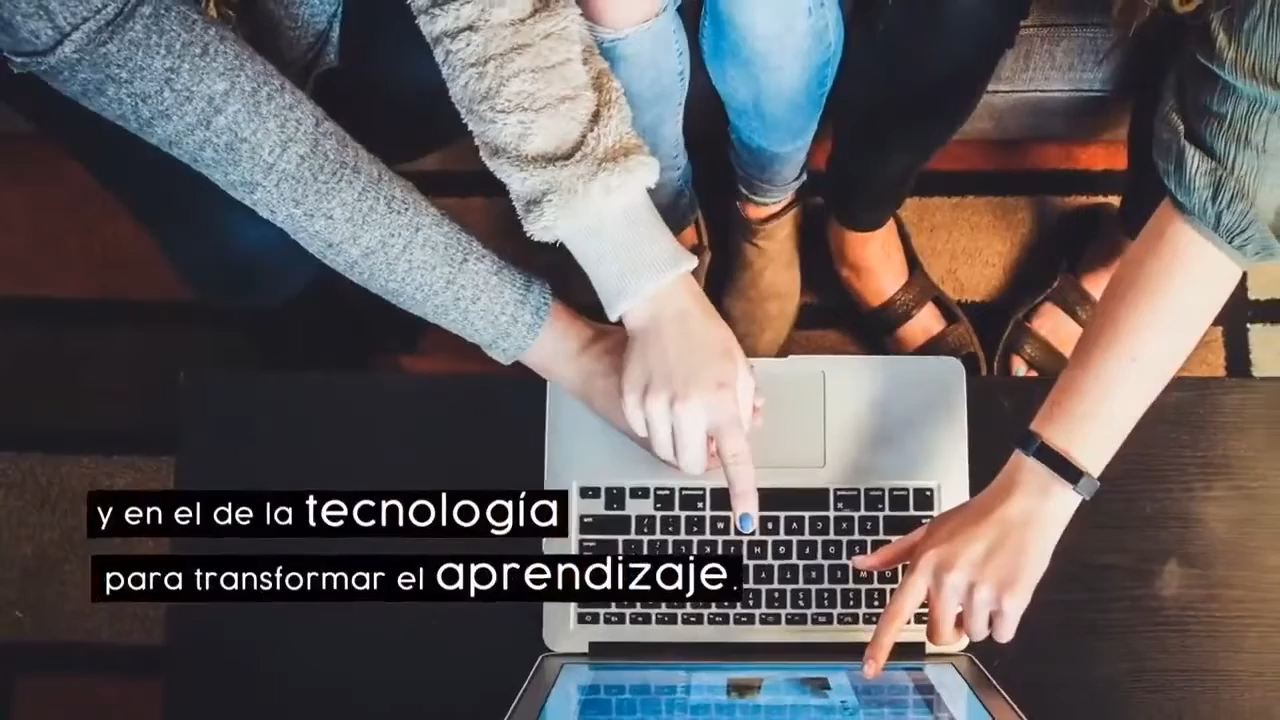 y en el de la tecnología
para transformar el aprendizaje.